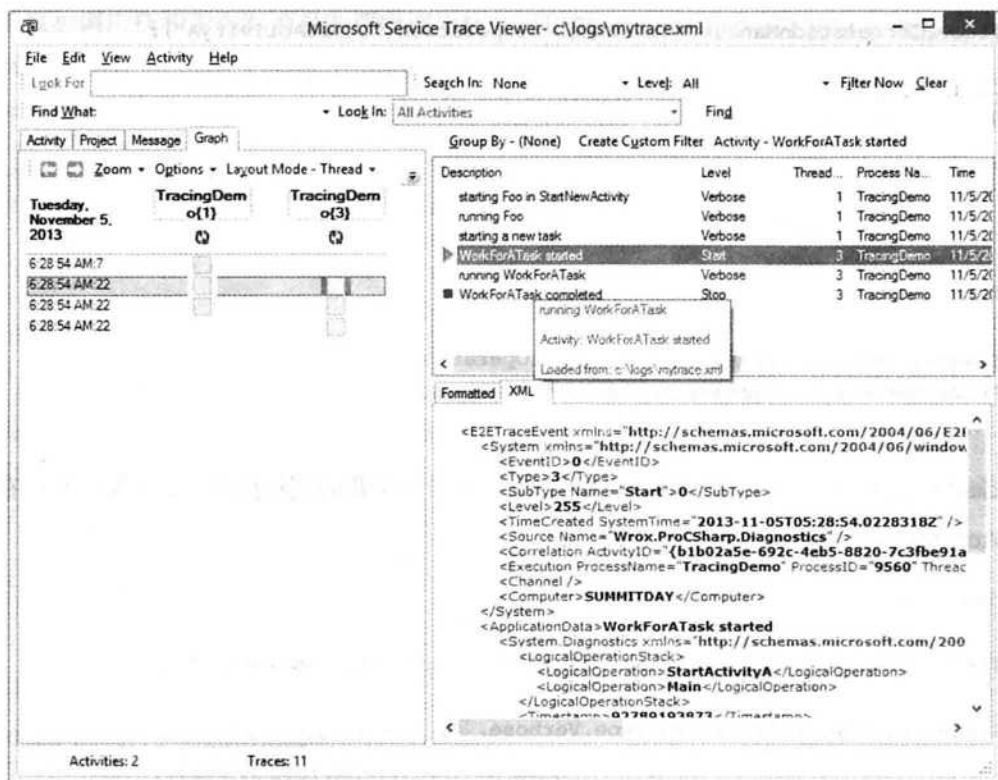 Microsoft Service Trace Viewer- c:\logs\mytrace.xml
File Edit View Activity Help
Look For Search In: None Level: All Filter Now Clear
Find What: Look In: All Activities Find
Activity Project Message Graph
Group By - (None) Create Custom Filter Activity - WorkForATask started
Zoom Options Layout Mode - Thread
Tuesday, November 5, 2013
TracingDemo{1} TracingDemo{3}
6:28:54 AM:7
6:28:54 AM:22
6:28:54 AM:22
6:28:54 AM:22
Description Level Thread... Process Na... Time
starting Foo in StartNewActivity Verbose 1 TracingDemo 11/5/20
running Foo Verbose 1 TracingDemo 11/5/20
starting a new task Verbose 1 TracingDemo 11/5/20
WorkForATask started Start 3 TracingDemo 11/5/20
running WorkForATask Verbose 3 TracingDemo 11/5/20
WorkForATask completed Stop 3 TracingDemo 11/5/20
running WorkForATask
Activity: WorkForATask started
Loaded from: c:\logs\mytrace.xml
Formatted XML
<E2ETraceEvent xmlns="http://schemas.microsoft.com/2004/06/E2E
<System xmlns="http://schemas.microsoft.com/2004/06/window
<EventID>0</EventID>
<Type>3</Type>
<SubType Name="Start">0</SubType>
<Level>255</Level>
<TimeCreated SystemTime="2013-11-05T05:28:54.0228318Z" />
<Source Name="Wrox.ProCSharp.Diagnostics" />
<Correlation ActivityID="{b1b02a5e-692c-4eb5-8820-7c3fbe91a
<Execution ProcessName="TracingDemo" ProcessID="9560" Threac
<Channel />
<Computer>SUMMITDAY</Computer>
</System>
<ApplicationData>WorkForATask started
<System.Diagnostics xmlns="http://schemas.microsoft.com/200
<LogicalOperationStack>
<LogicalOperation>StartActivityA</LogicalOperation>
<LogicalOperation>Main</LogicalOperation>
</LogicalOperationStack>
<Timestamp>92789193873</Timestamp>
Activities: 2 Traces: 11